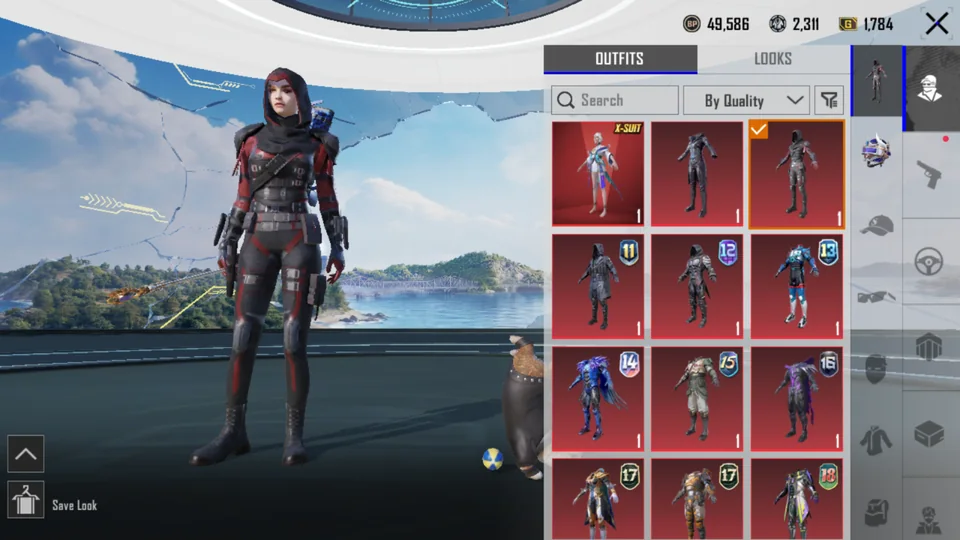 BP 49,586 2,311 G 1,784
OUTFITS LOOKS
Search By Quality
X-SUIT
1 1 1
11 12 13
1 1 1
14 15 16
1 1 1
17 17 18
Save Look